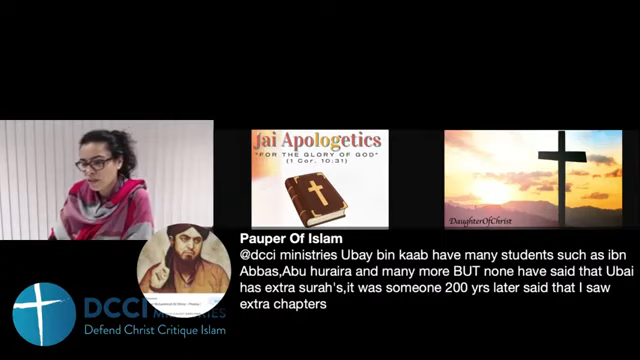 Jai Apologetics
"FOR THE GLORY OF GOD"
(1 Cor. 10:31)
DaughterOfChrist
Pauper Of Islam
@dcci ministries Ubay bin kaab have many students such as ibn
Abbas,Abu huraira and many more BUT none have said that Ubai
has extra surah's,it was someone 200 yrs later said that I saw
extra chapters
DCCI
MINISTRIES
Defend Christ Critique Islam